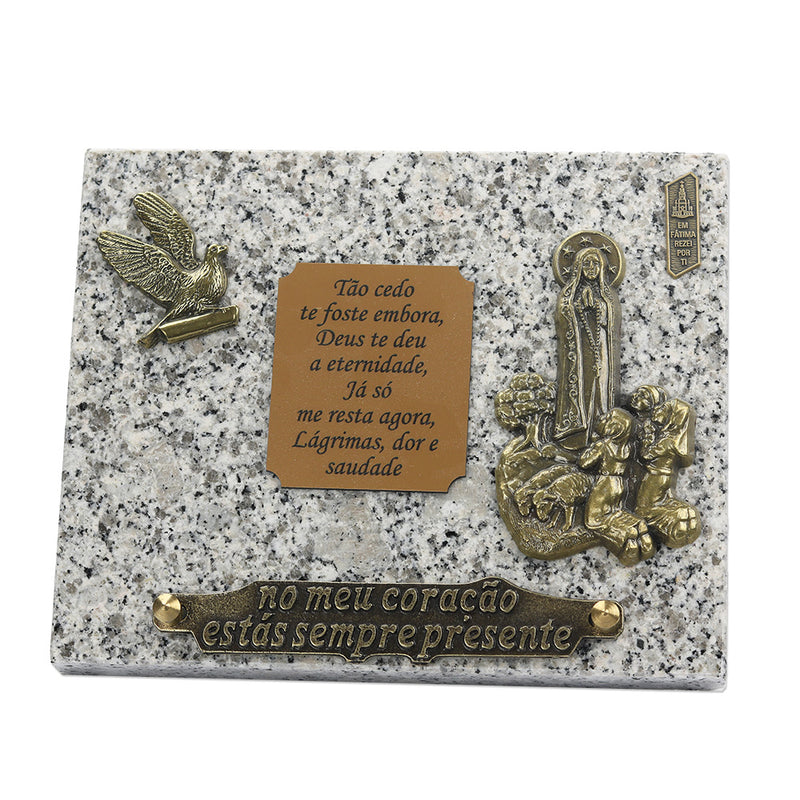 Tão cedo
te foste embora,
Deus te deu
a eternidade,
Já só
me resta agora,
Lágrimas, dor e
saudade
EM
FÁTIMA
REZEI
POR
TI
no meu coração
estás sempre presente